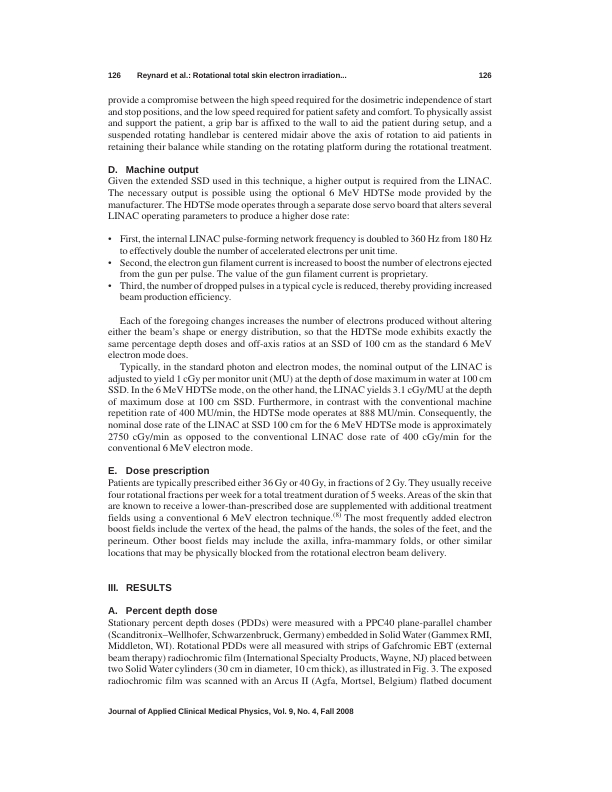 126 Reynard et al.: Rotational total skin electron irradiation... 126
provide a compromise between the high speed required for the dosimetric independence of start
and stop positions, and the low speed required for patient safety and comfort. To physically assist
and support the patient, a grip bar is affixed to the wall to aid the patient during setup, and a
suspended rotating handlebar is centered midair above the axis of rotation to aid patients in
retaining their balance while standing on the rotating platform during the rotational treatment.
D. Machine output
Given the extended SSD used in this technique, a higher output is required from the LINAC.
The necessary output is possible using the optional 6 MeV HDTSe mode provided by the
manufacturer. The HDTSe mode operates through a separate dose servo board that alters several
LINAC operating parameters to produce a higher dose rate:
• First, the internal LINAC pulse-forming network frequency is doubled to 360 Hz from 180 Hz
to effectively double the number of accelerated electrons per unit time.
• Second, the electron gun filament current is increased to boost the number of electrons ejected
from the gun per pulse. The value of the gun filament current is proprietary.
• Third, the number of dropped pulses in a typical cycle is reduced, thereby providing increased
beam production efficiency.
Each of the foregoing changes increases the number of electrons produced without altering
either the beam's shape or energy distribution, so that the HDTSe mode exhibits exactly the
same percentage depth doses and off-axis ratios at an SSD of 100 cm as the standard 6 MeV
electron mode does.
Typically, in the standard photon and electron modes, the nominal output of the LINAC is
adjusted to yield 1 cGy per monitor unit (MU) at the depth of dose maximum in water at 100 cm
SSD. In the 6 MeV HDTSe mode, on the other hand, the LINAC yields 3.1 cGy/MU at the depth
of maximum dose at 100 cm SSD. Furthermore, in contrast with the conventional machine
repetition rate of 400 MU/min, the HDTSe mode operates at 888 MU/min. Consequently, the
nominal dose rate of the LINAC at SSD 100 cm for the 6 MeV HDTSe mode is approximately
2750 cGy/min as opposed to the conventional LINAC dose rate of 400 cGy/min for the
conventional 6 MeV electron mode.
E. Dose prescription
Patients are typically prescribed either 36 Gy or 40 Gy, in fractions of 2 Gy. They usually receive
four rotational fractions per week for a total treatment duration of 5 weeks. Areas of the skin that
are known to receive a lower-than-prescribed dose are supplemented with additional treatment
fields using a conventional 6 MeV electron technique.(8) The most frequently added electron
boost fields include the vertex of the head, the palms of the hands, the soles of the feet, and the
perineum. Other boost fields may include the axilla, infra-mammary folds, or other similar
locations that may be physically blocked from the rotational electron beam delivery.
III. RESULTS
A. Percent depth dose
Stationary percent depth doses (PDDs) were measured with a PPC40 plane-parallel chamber
(Scanditronix–Wellhofer, Schwarzenbruck, Germany) embedded in Solid Water (Gammex RMI,
Middleton, WI). Rotational PDDs were all measured with strips of Gafchromic EBT (external
beam therapy) radiochromic film (International Specialty Products, Wayne, NJ) placed between
two Solid Water cylinders (30 cm in diameter, 10 cm thick), as illustrated in Fig. 3. The exposed
radiochromic film was scanned with an Arcus II (Agfa, Mortsel, Belgium) flatbed document
Journal of Applied Clinical Medical Physics, Vol. 9, No. 4, Fall 2008